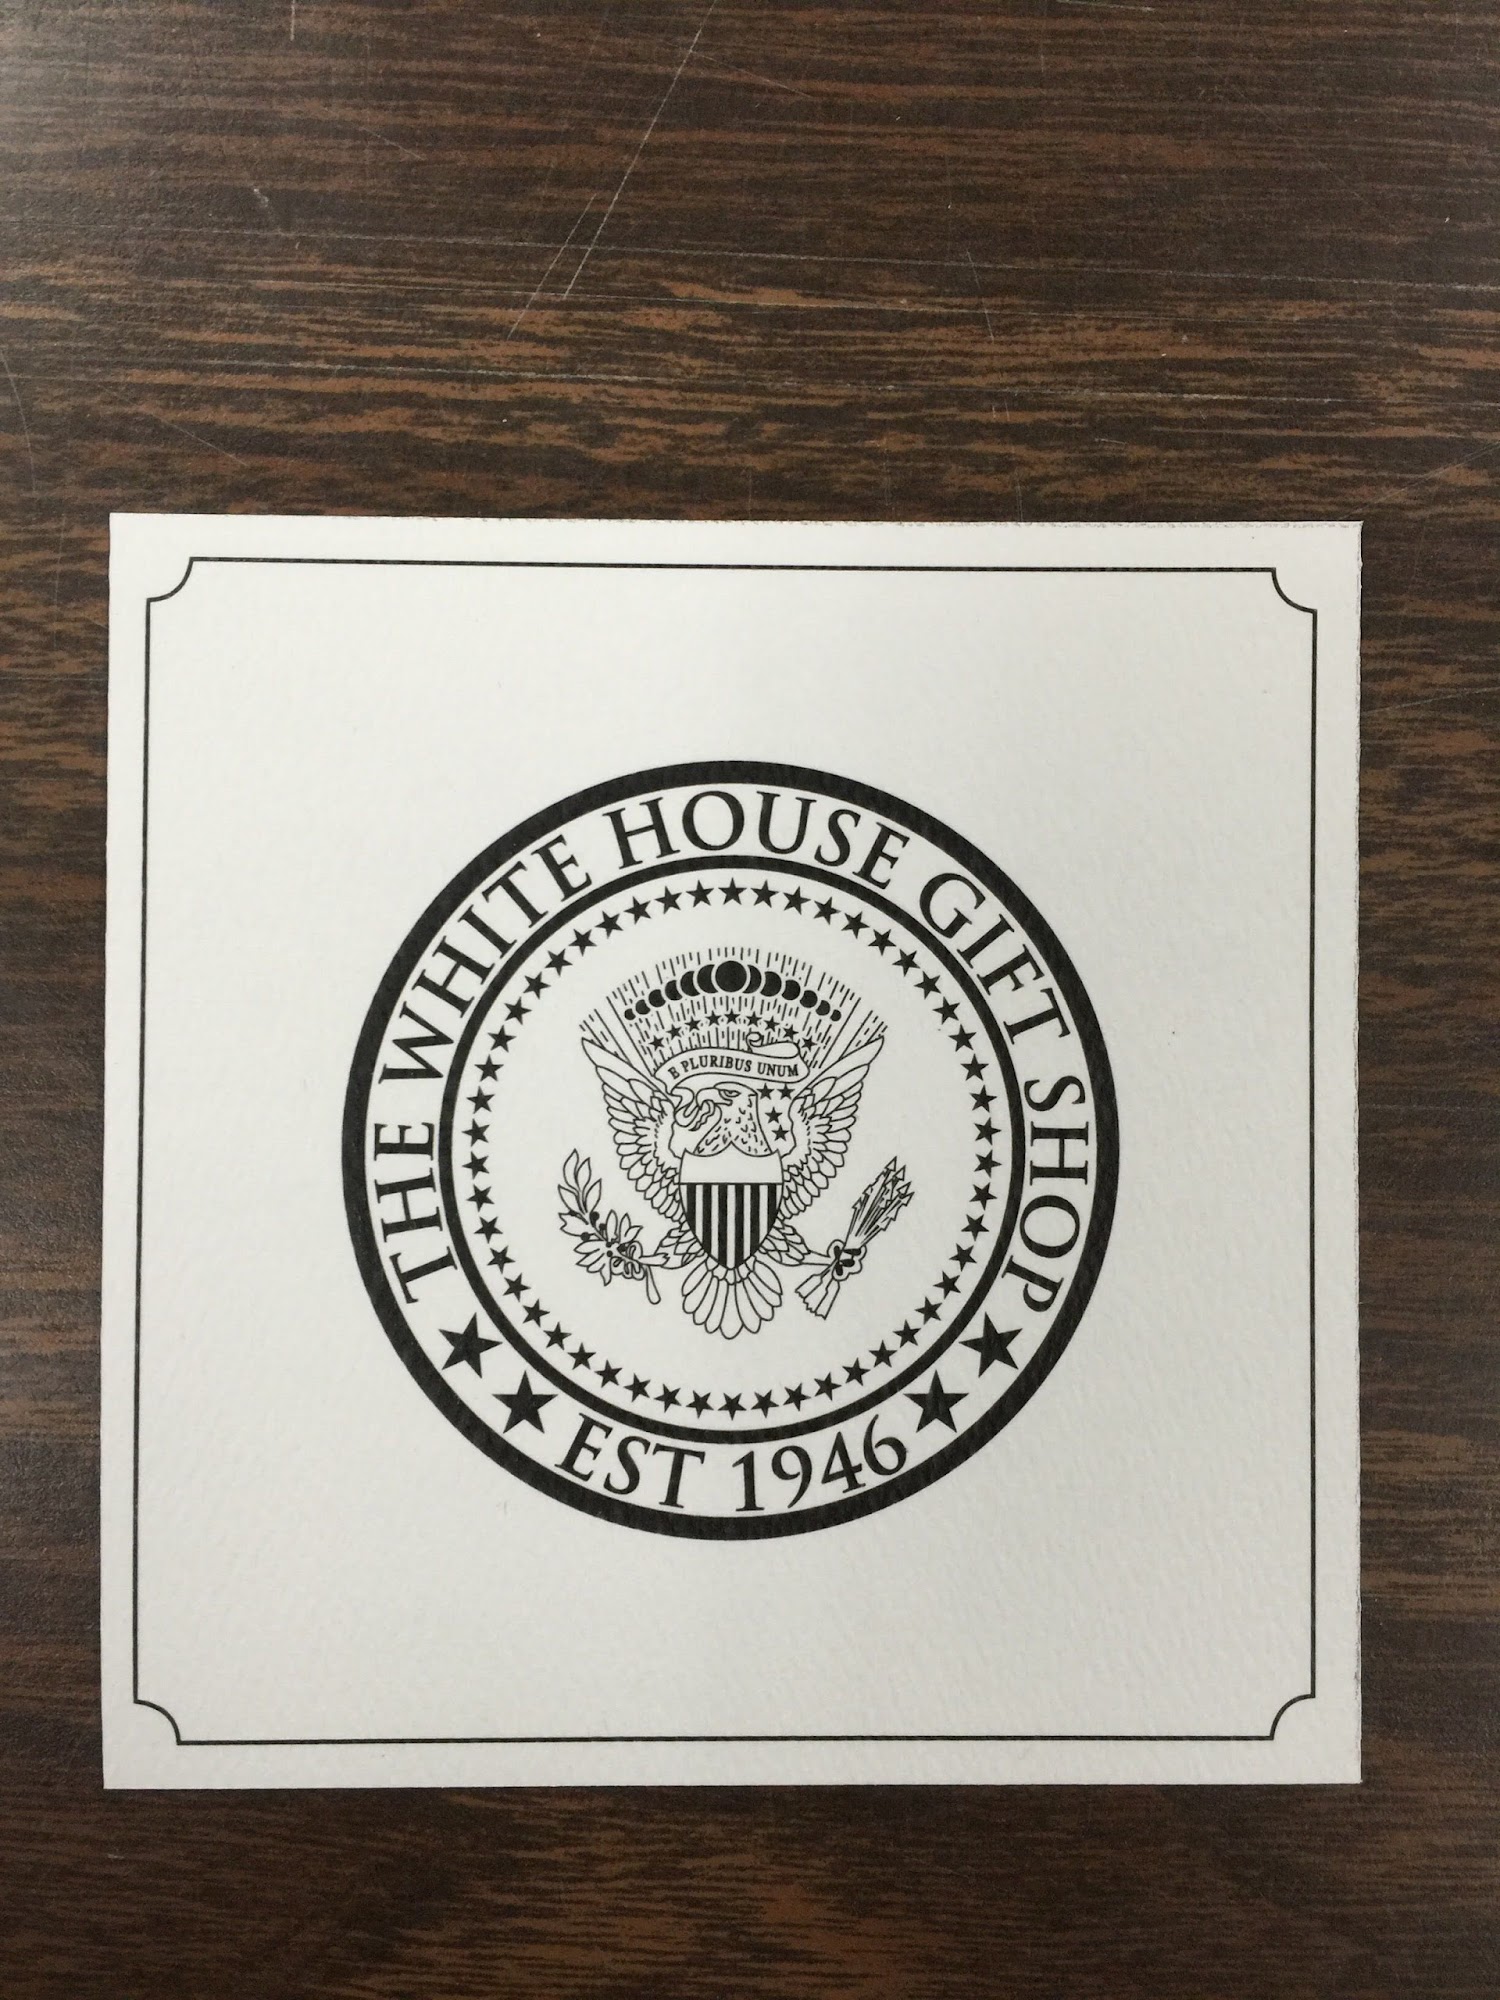 THE WHITE HOUSE GIFT SHOP
E PLURIBUS UNUM
EST 1946